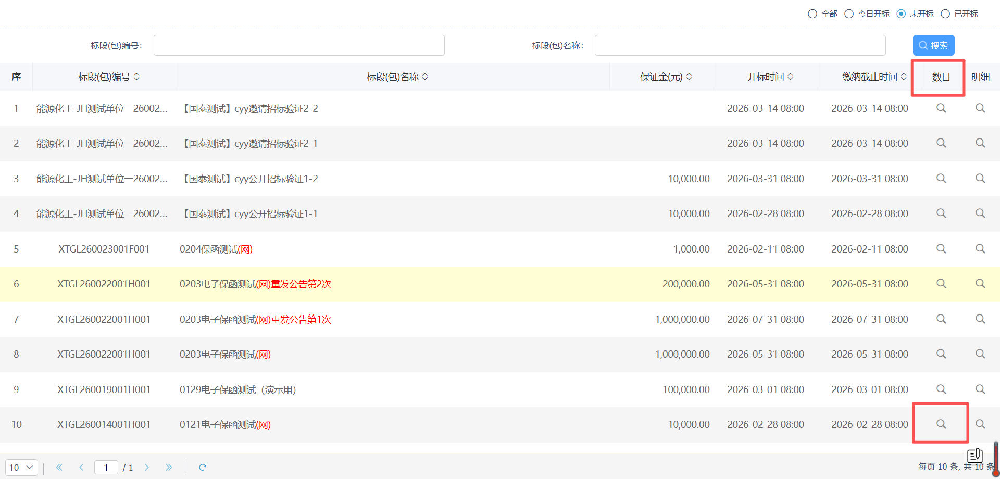 全部 今日开标 未开标 已开标
标段(包)编号: 标段(包)名称: 搜索
序 标段(包)编号 标段(包)名称 保证金(元) 开标时间 缴纳截止时间 数目 明细
1 能源化工-JH测试单位一26002... 【国泰测试】cyy邀请招标验证2-2 2026-03-14 08:00 2026-03-14 08:00
2 能源化工-JH测试单位一26002... 【国泰测试】cyy邀请招标验证2-1 2026-03-14 08:00 2026-03-14 08:00
3 能源化工-JH测试单位一26002... 【国泰测试】cyy公开招标验证1-2 10,000.00 2026-03-31 08:00 2026-03-31 08:00
4 能源化工-JH测试单位一26002... 【国泰测试】cyy公开招标验证1-1 10,000.00 2026-02-28 08:00 2026-02-28 08:00
5 XTGL260023001F001 0204保函测试(网) 1,000.00 2026-02-11 08:00 2026-02-11 08:00
6 XTGL260022001H001 0203电子保函测试(网)重发公告第2次 200,000.00 2026-05-31 08:00 2026-05-31 08:00
7 XTGL260022001H001 0203电子保函测试(网)重发公告第1次 1,000,000.00 2026-07-31 08:00 2026-07-31 08:00
8 XTGL260022001H001 0203电子保函测试(网) 1,000,000.00 2026-05-31 08:00 2026-05-31 08:00
9 XTGL260019001H001 0129电子保函测试（演示用） 100,000.00 2026-03-01 08:00 2026-03-01 08:00
10 XTGL260014001H001 0121电子保函测试(网) 10,000.00 2026-02-28 08:00 2026-02-28 08:00
10 1 / 1 每页 10 条, 共 10 条